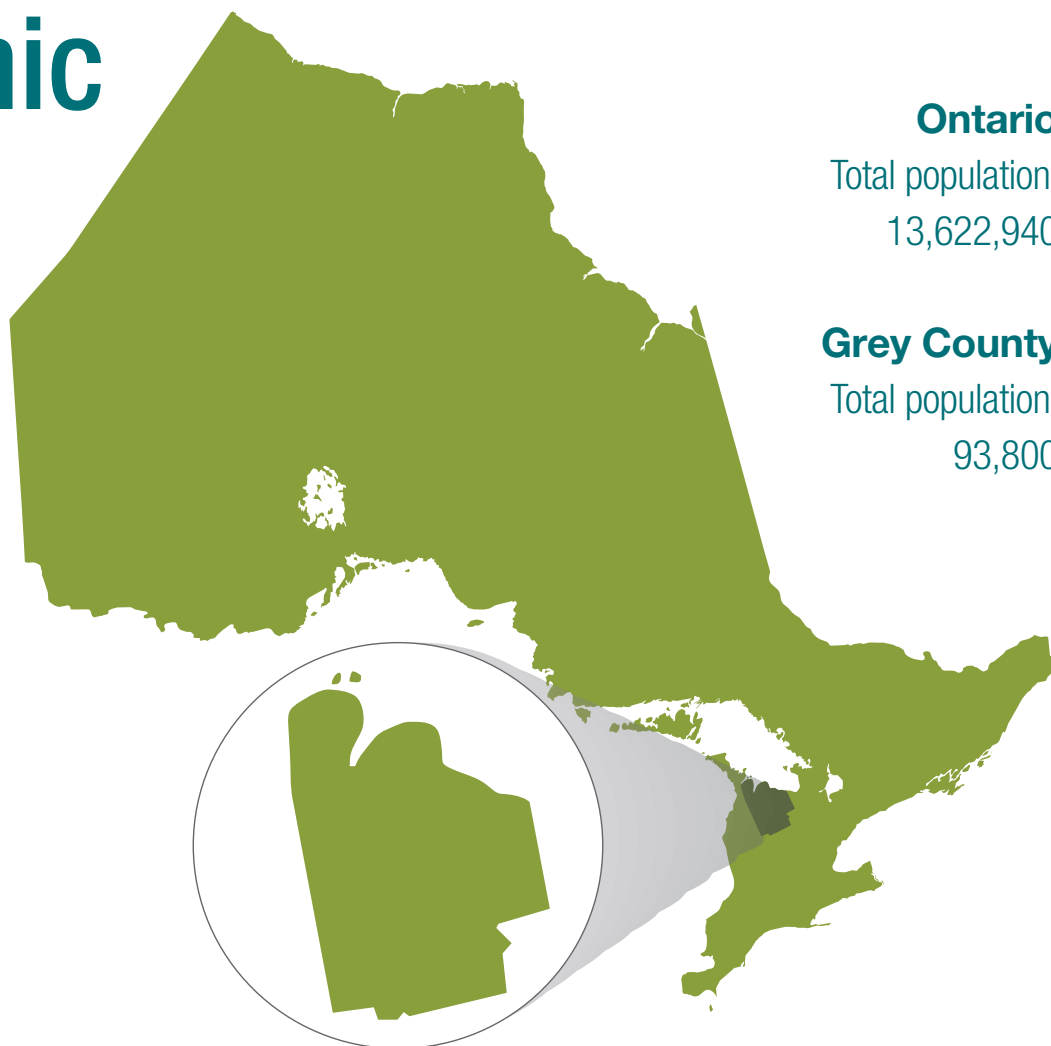 nic
Ontario
Total population:
13,622,940
Grey County
Total population:
93,800